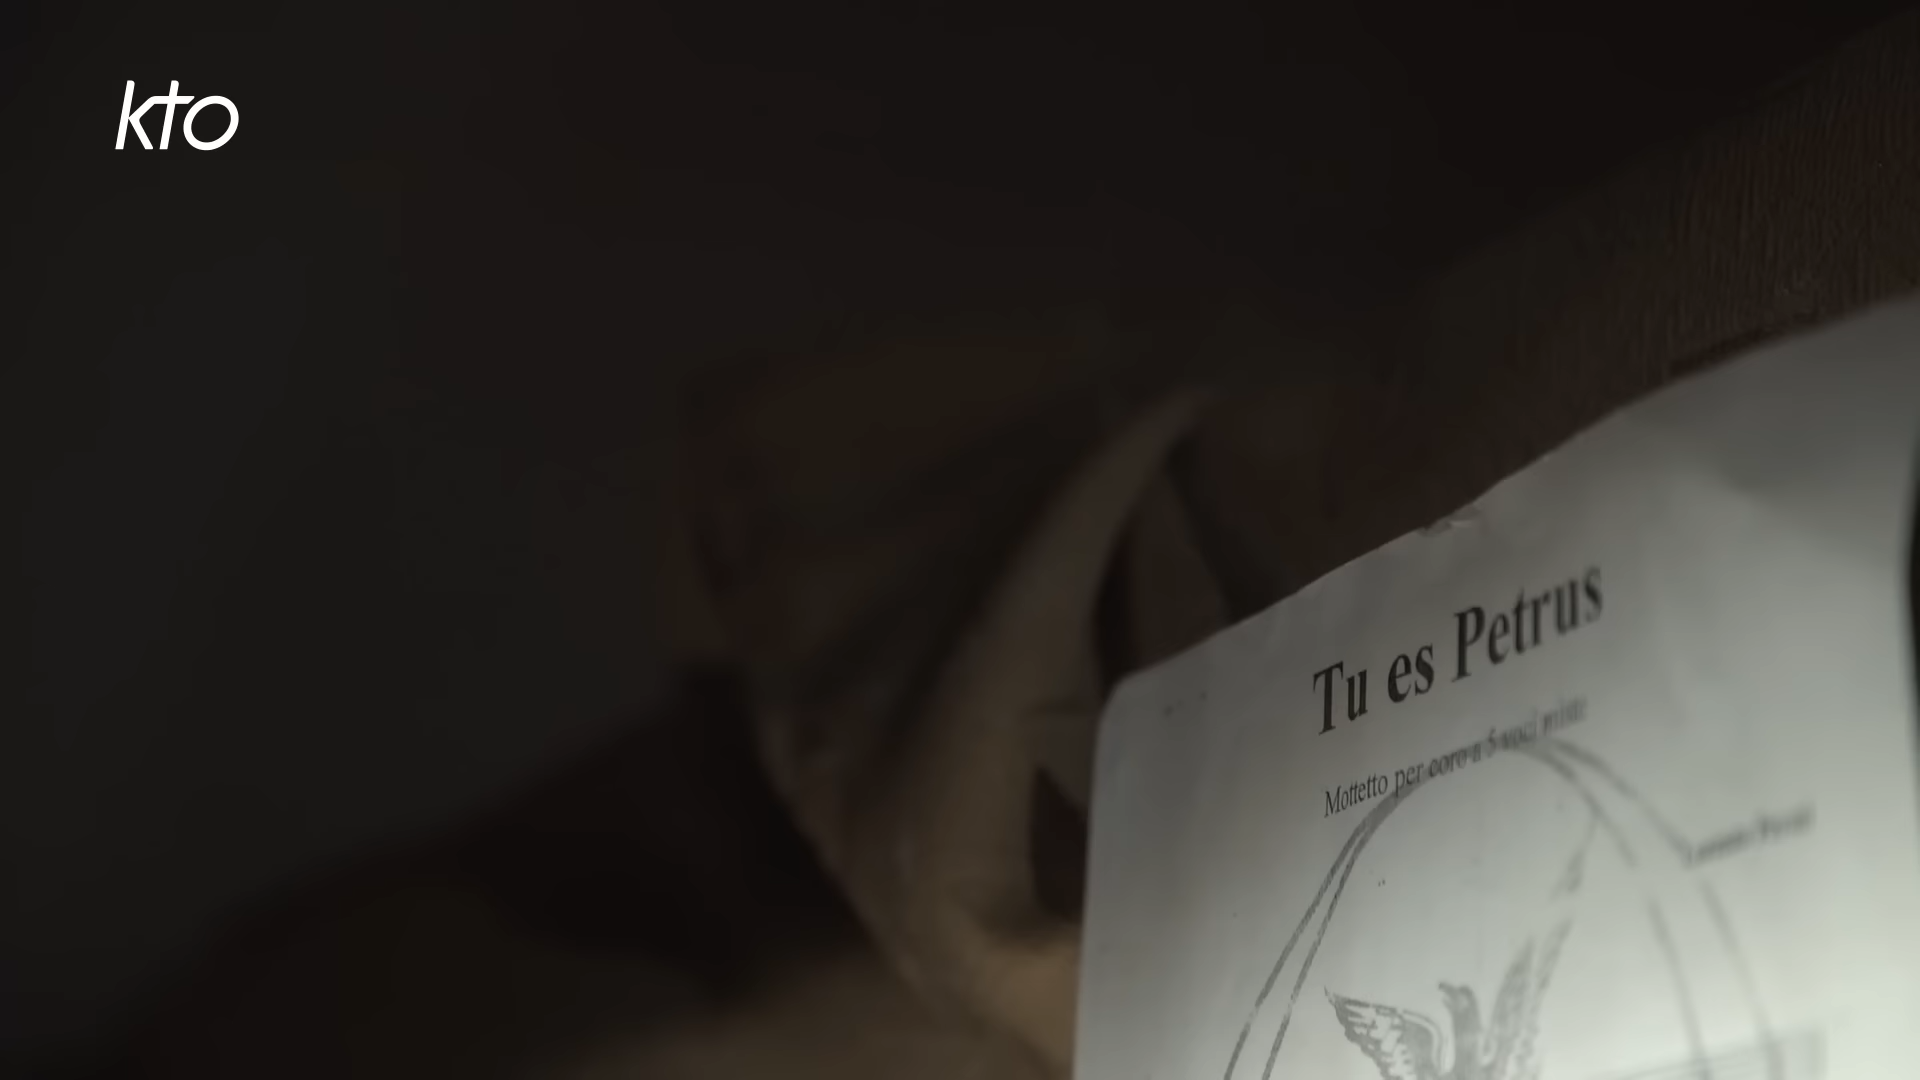 kto
Tu es Petrus
Mottetto per coro a 5 voci miste